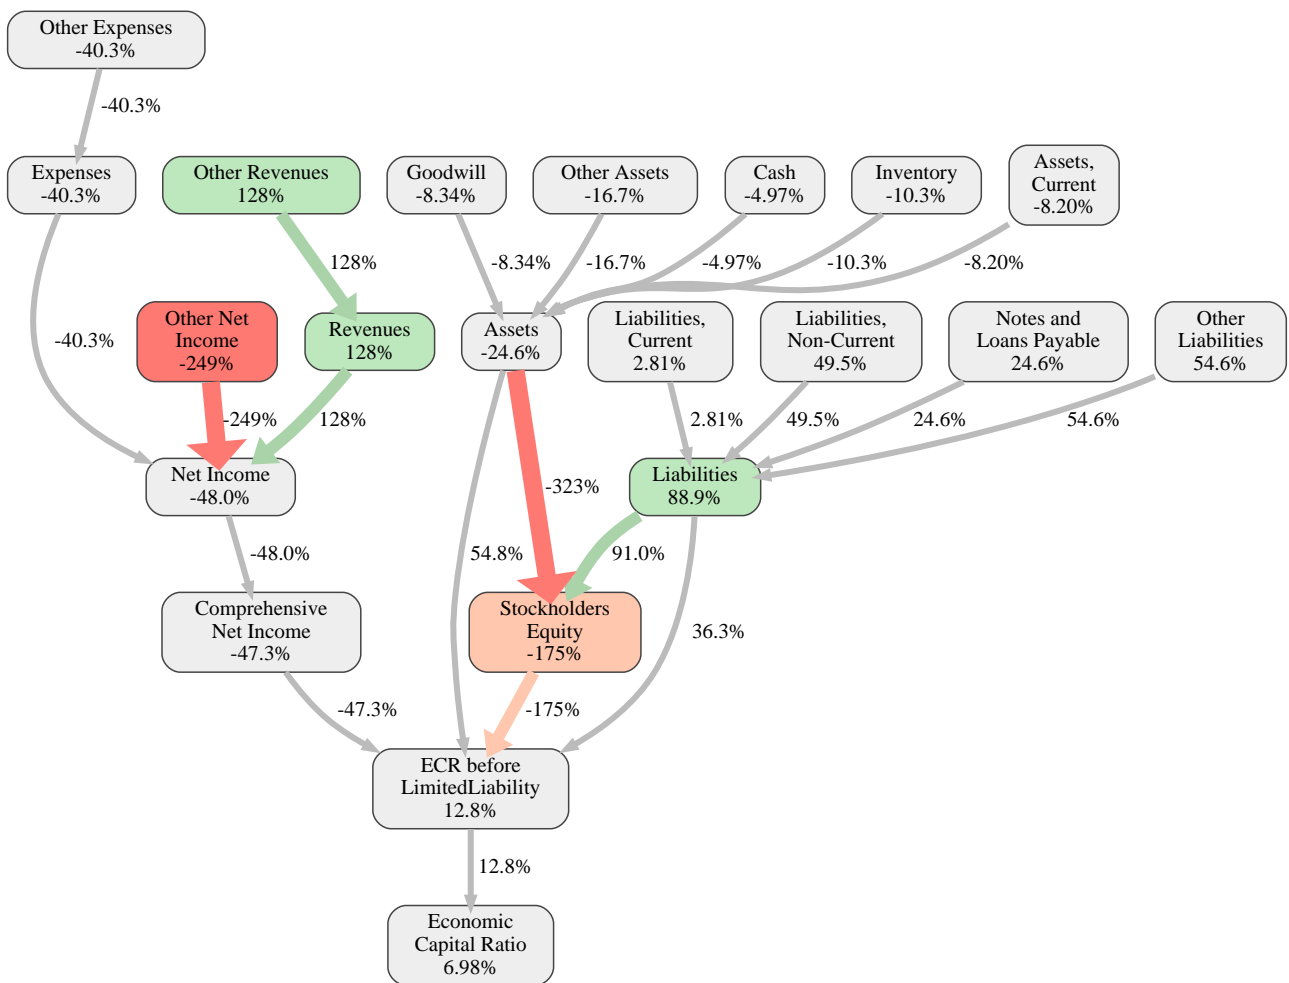 Other Expenses
-40.3%
-40.3%
Expenses
-40.3%
Other Revenues
128%
Goodwill
-8.34%
Other Assets
-16.7%
Cash
-4.97%
Inventory
-10.3%
Assets,
Current
-8.20%
128%
-8.34%
-16.7%
-4.97%
-10.3%
-8.20%
Other Net
Income
-249%
Revenues
128%
Assets
-24.6%
Liabilities,
Current
2.81%
Liabilities,
Non-Current
49.5%
Notes and
Loans Payable
24.6%
Other
Liabilities
54.6%
-40.3%
-249%
128%
2.81%
49.5%
24.6%
54.6%
Net Income
-48.0%
-323%
Liabilities
88.9%
-48.0%
54.8%
91.0%
Comprehensive
Net Income
-47.3%
Stockholders
Equity
-175%
36.3%
-47.3%
-175%
ECR before
LimitedLiability
12.8%
12.8%
Economic
Capital Ratio
6.98%